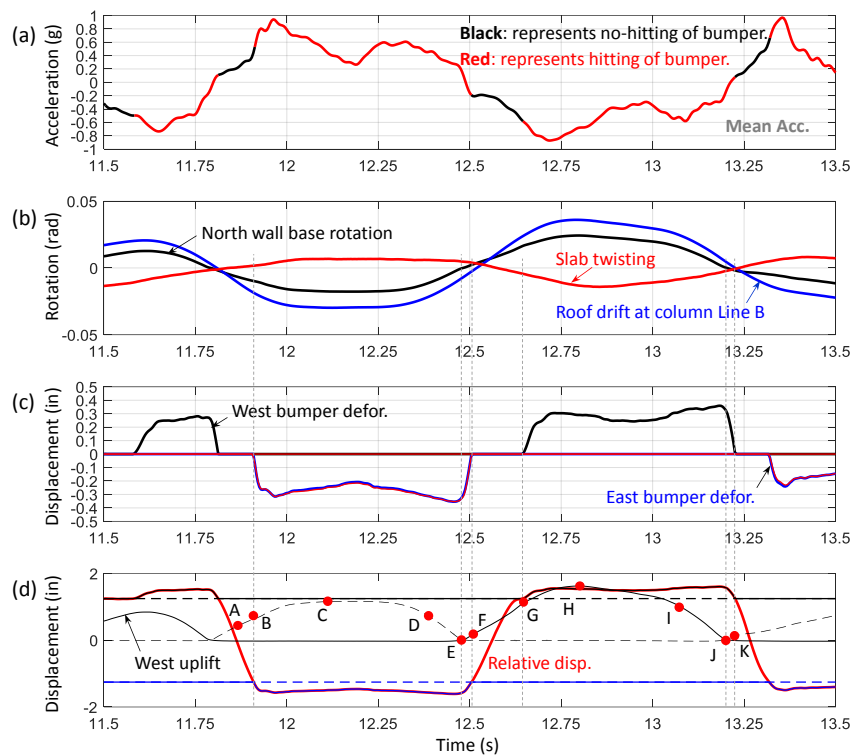 (a)
Acceleration (g)
1
0.8
0.6
0.4
0.2
0
-0.2
-0.4
-0.6
-0.8
-1
Black: represents no-hitting of bumper.
Red: represents hitting of bumper.
Mean Acc.
11.5 11.75 12 12.25 12.5 12.75 13 13.25 13.5
(b)
Rotation (rad)
0.05
0
-0.05
North wall base rotation
Slab twisting
Roof drift at column Line B
11.5 11.75 12 12.25 12.5 12.75 13 13.25 13.5
(c)
Displacement (in)
0.5
0.4
0.3
0.2
0.1
0
-0.1
-0.2
-0.3
-0.4
-0.5
West bumper defor.
East bumper defor.
11.5 11.75 12 12.25 12.5 12.75 13 13.25 13.5
(d)
Displacement (in)
2
0
-2
A
B
C
D
E
F
G
H
I
J
K
West uplift
Relative disp.
11.5 11.75 12 12.25 12.5 12.75 13 13.25 13.5
Time (s)